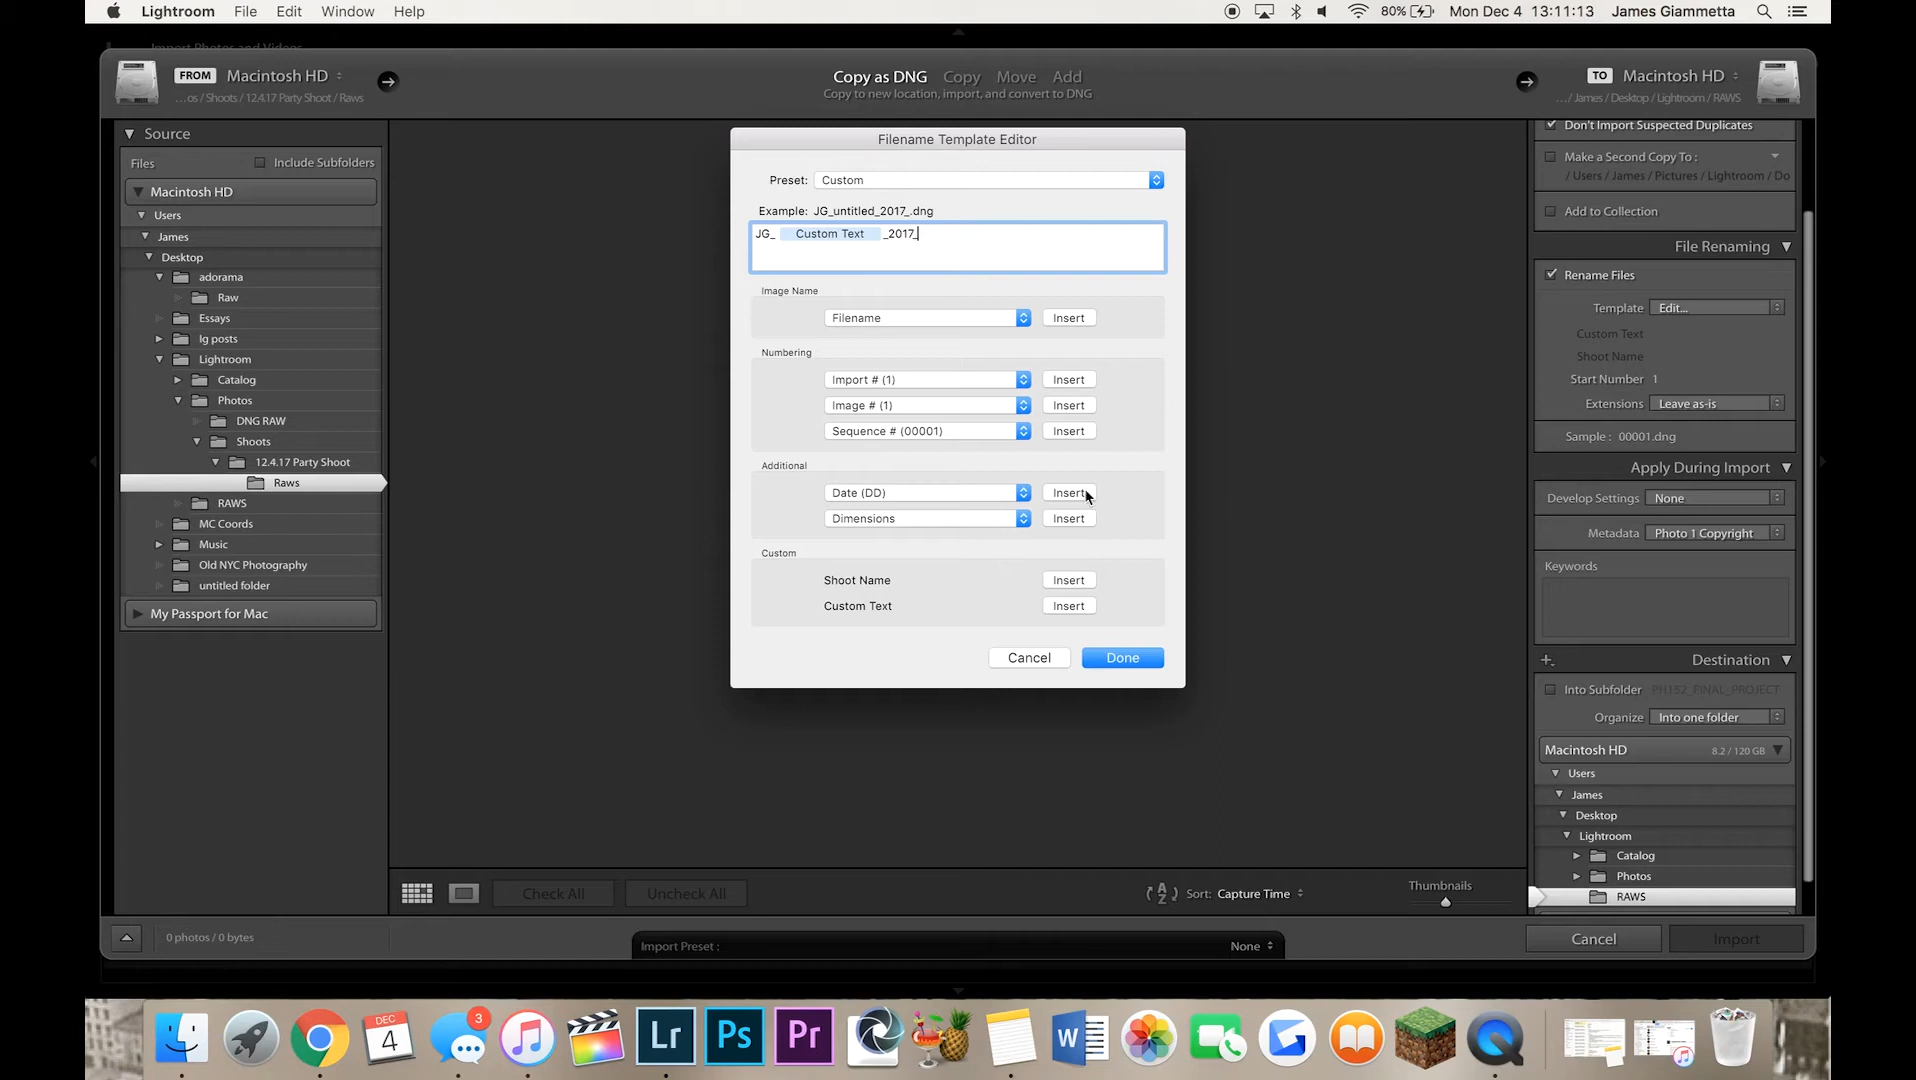 Lightroom File Edit Window Help
80% Mon Dec 4 13:11:13 James Giammetta
Import Photos and Videos
FROM Macintosh HD
…os / Shoots / 12.4.17 Party Shoot / Raws
Copy as DNG Copy Move Add
Copy to new location, import, and convert to DNG
TO Macintosh HD
…/ James / Desktop / Lightroom / RAWS
Source
Files Include Subfolders
Macintosh HD
Users
James
Desktop
adorama
Raw
Essays
Ig posts
Lightroom
Catalog
Photos
DNG RAW
Shoots
12.4.17 Party Shoot
Raws
RAWS
MC Coords
Music
Old NYC Photography
untitled folder
My Passport for Mac
Filename Template Editor
Preset: Custom
Example: JG_untitled_2017_.dng
JG_ Custom Text _2017_
Image Name
Filename Insert
Numbering
Import # (1) Insert
Image # (1) Insert
Sequence # (00001) Insert
Additional
Date (DD) Insert
Dimensions Insert
Custom
Shoot Name Insert
Custom Text Insert
Cancel Done
Don't Import Suspected Duplicates
Make a Second Copy To :
/ Users / James / Pictures / Lightroom / Do
Add to Collection
File Renaming
Rename Files
Template Edit...
Custom Text
Shoot Name
Start Number 1
Extensions Leave as-is
Sample : 00001.dng
Apply During Import
Develop Settings None
Metadata Photo 1 Copyright
Keywords
Destination
Into Subfolder PH152_FINAL_PROJECT
Organize Into one folder
Macintosh HD 8.2 / 120 GB
Users
James
Desktop
Lightroom
Catalog
Photos
RAWS
Check All Uncheck All
Sort: Capture Time
Thumbnails
0 photos / 0 bytes
Import Preset : None
Cancel Import
DEC
4
3
Lr Ps Pr W